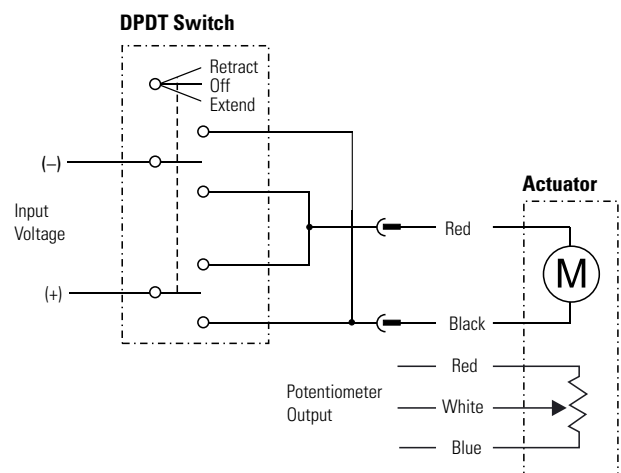 DPDT Switch
Retract
Off
Extend
(–)
Input
Voltage
(+)
Actuator
Red
M
Black
Red
Potentiometer
Output
White
Blue